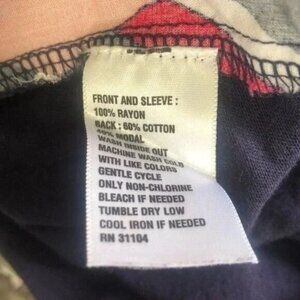 FRONT AND SLEEVE :
100% RAYON
BACK : 60% COTTON
40% MODAL
WASH INSIDE OUT
MACHINE WASH COLD
WITH LIKE COLORS
GENTLE CYCLE
ONLY NON-CHLORINE
BLEACH IF NEEDED
TUMBLE DRY LOW
COOL IRON IF NEEDED
RN 31104